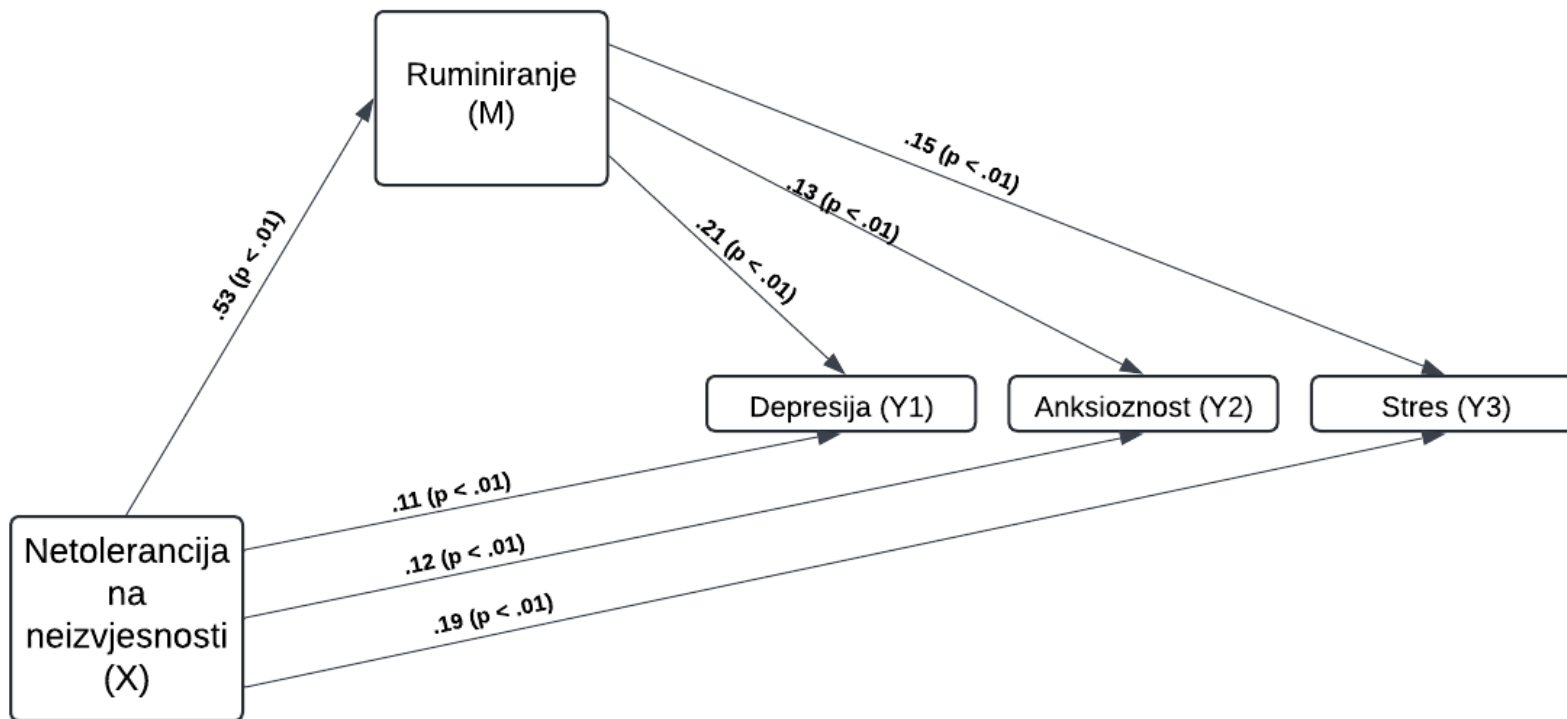 Ruminiranje
(M)
.15 (p < .01)
.13 (p < .01)
.21 (p < .01)
.53 (p < .01)
Depresija (Y1)
Anksioznost (Y2)
Stres (Y3)
.11 (p < .01)
.12 (p < .01)
.19 (p < .01)
Netolerancija
na
neizvjesnosti
(X)